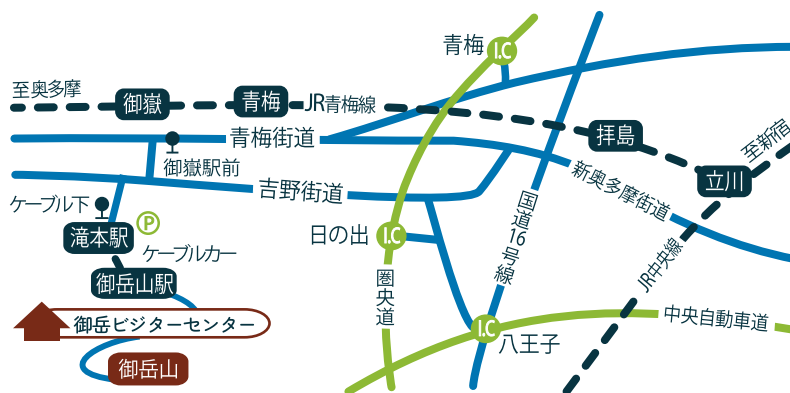 青梅
I.C
至奥多摩
御嶽
青梅
JR青梅線
青梅街道
拝島
至新宿
御嶽駅前
立川
吉野街道
新奥多摩街道
国道16号線
ケーブル下
P
滝本駅
日の出
I.C
ケーブルカー
JR中央線
御岳山駅
圏央道
御岳ビジターセンター
中央自動車道
I.C
八王子
御岳山